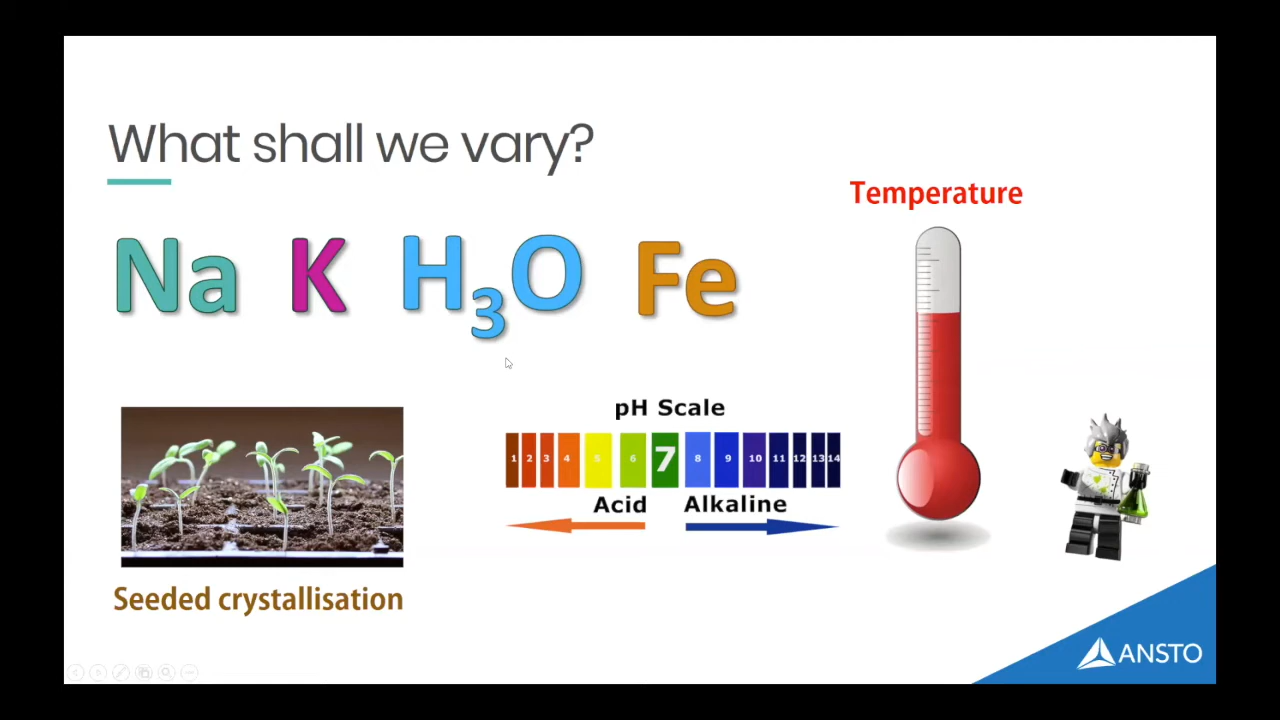 What shall we vary?
Temperature
Na K H₃O Fe
pH Scale
1 2 3 4 5 6 7 8 9 10 11 12 13 14
Acid Alkaline
Seeded crystallisation
ANSTO